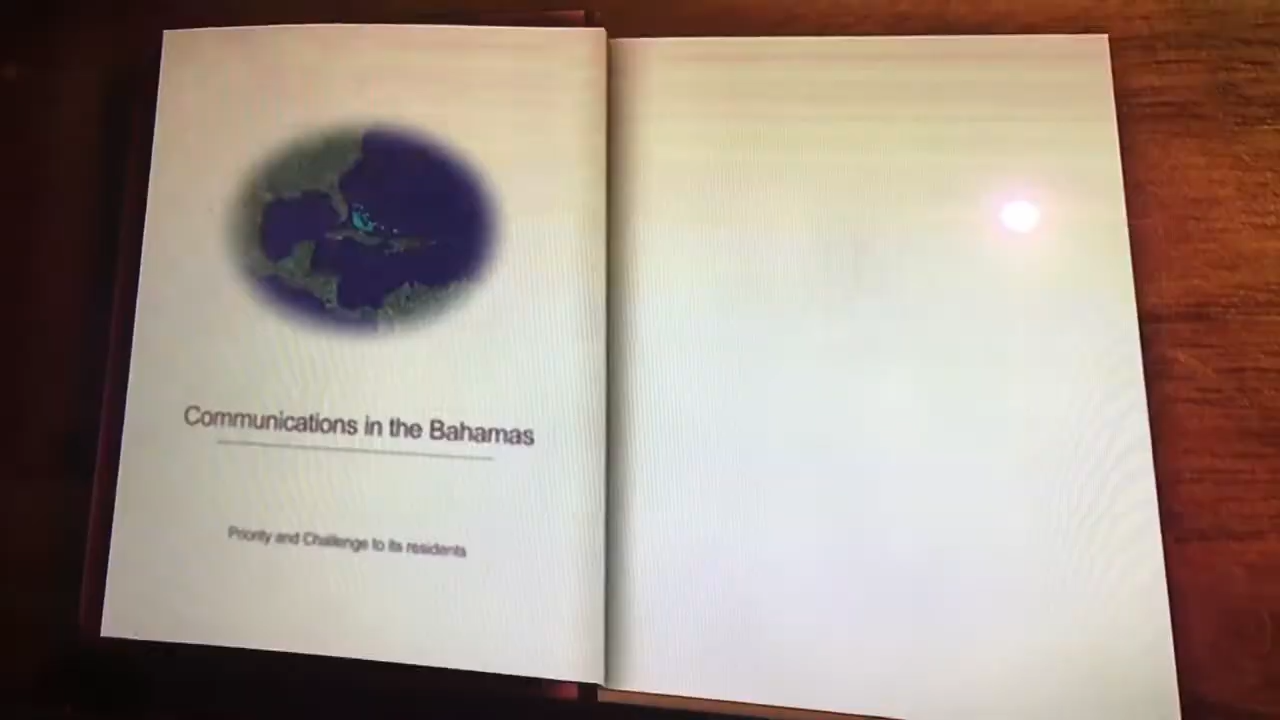 Communications in the Bahamas
Priority and Challenge to its residents